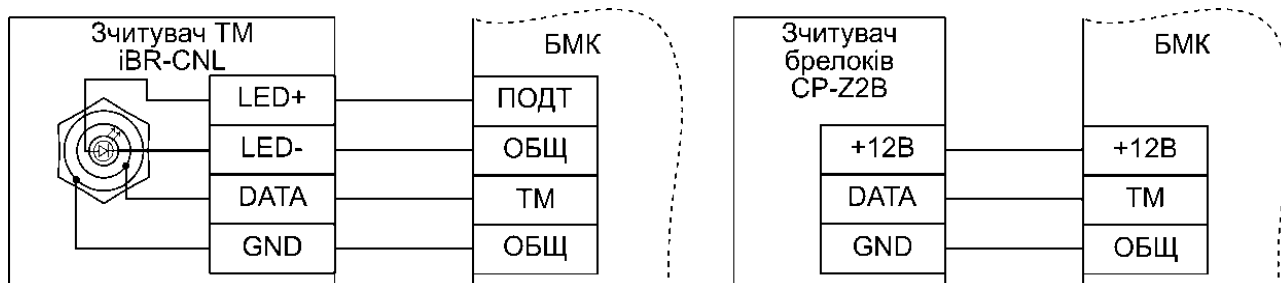 Зчитувач ТМ
iBR-CNL
БМК
LED+
ПОДТ
LED-
ОБЩ
DATA
ТМ
GND
ОБЩ
Зчитувач
брелоків
CP-Z2B
БМК
+12В
+12В
DATA
ТМ
GND
ОБЩ